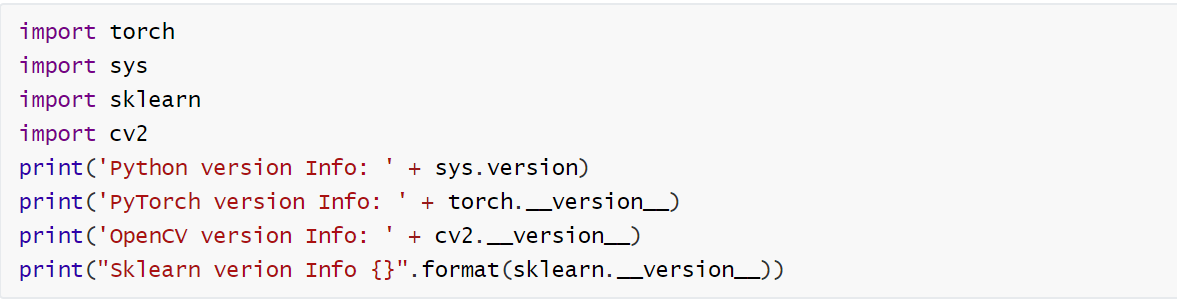 import torch
import sys
import sklearn
import cv2
print('Python version Info: ' + sys.version)
print('PyTorch version Info: ' + torch.__version__)
print('OpenCV version Info: ' + cv2.__version__)
print("Sklearn verion Info {}".format(sklearn.__version__))